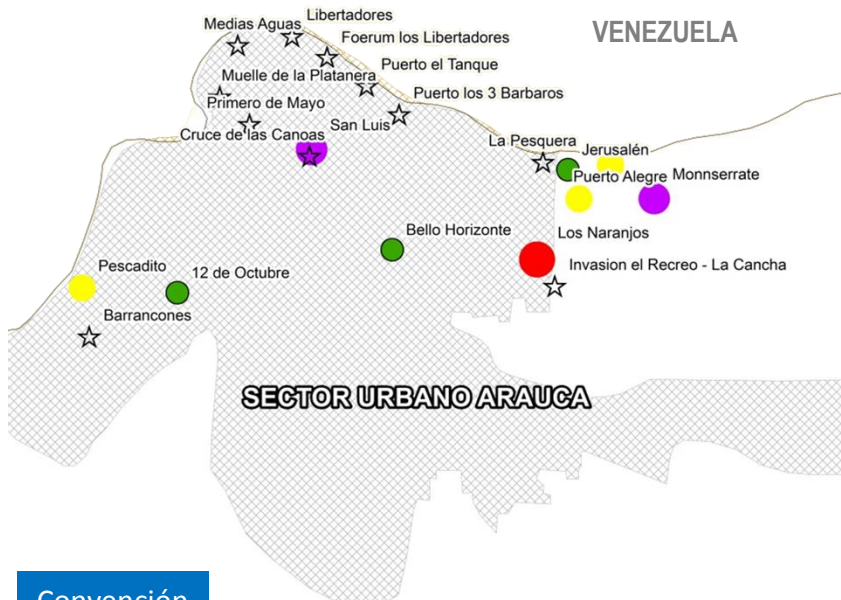 Libertadores
VENEZUELA
Medias Aguas
Foerum los Libertadores
Puerto el Tanque
Muelle de la Platanera
Puerto los 3 Barbaros
Primero de Mayo
San Luis
Cruce de las Canoas
La Pesquera
Jerusalén
Puerto Alegre
Monnserrate
Bello Horizonte
Los Naranjos
Pescadito
12 de Octubre
Invasion el Recreo - La Cancha
Barrancones
SECTOR URBANO ARAUCA
Convención